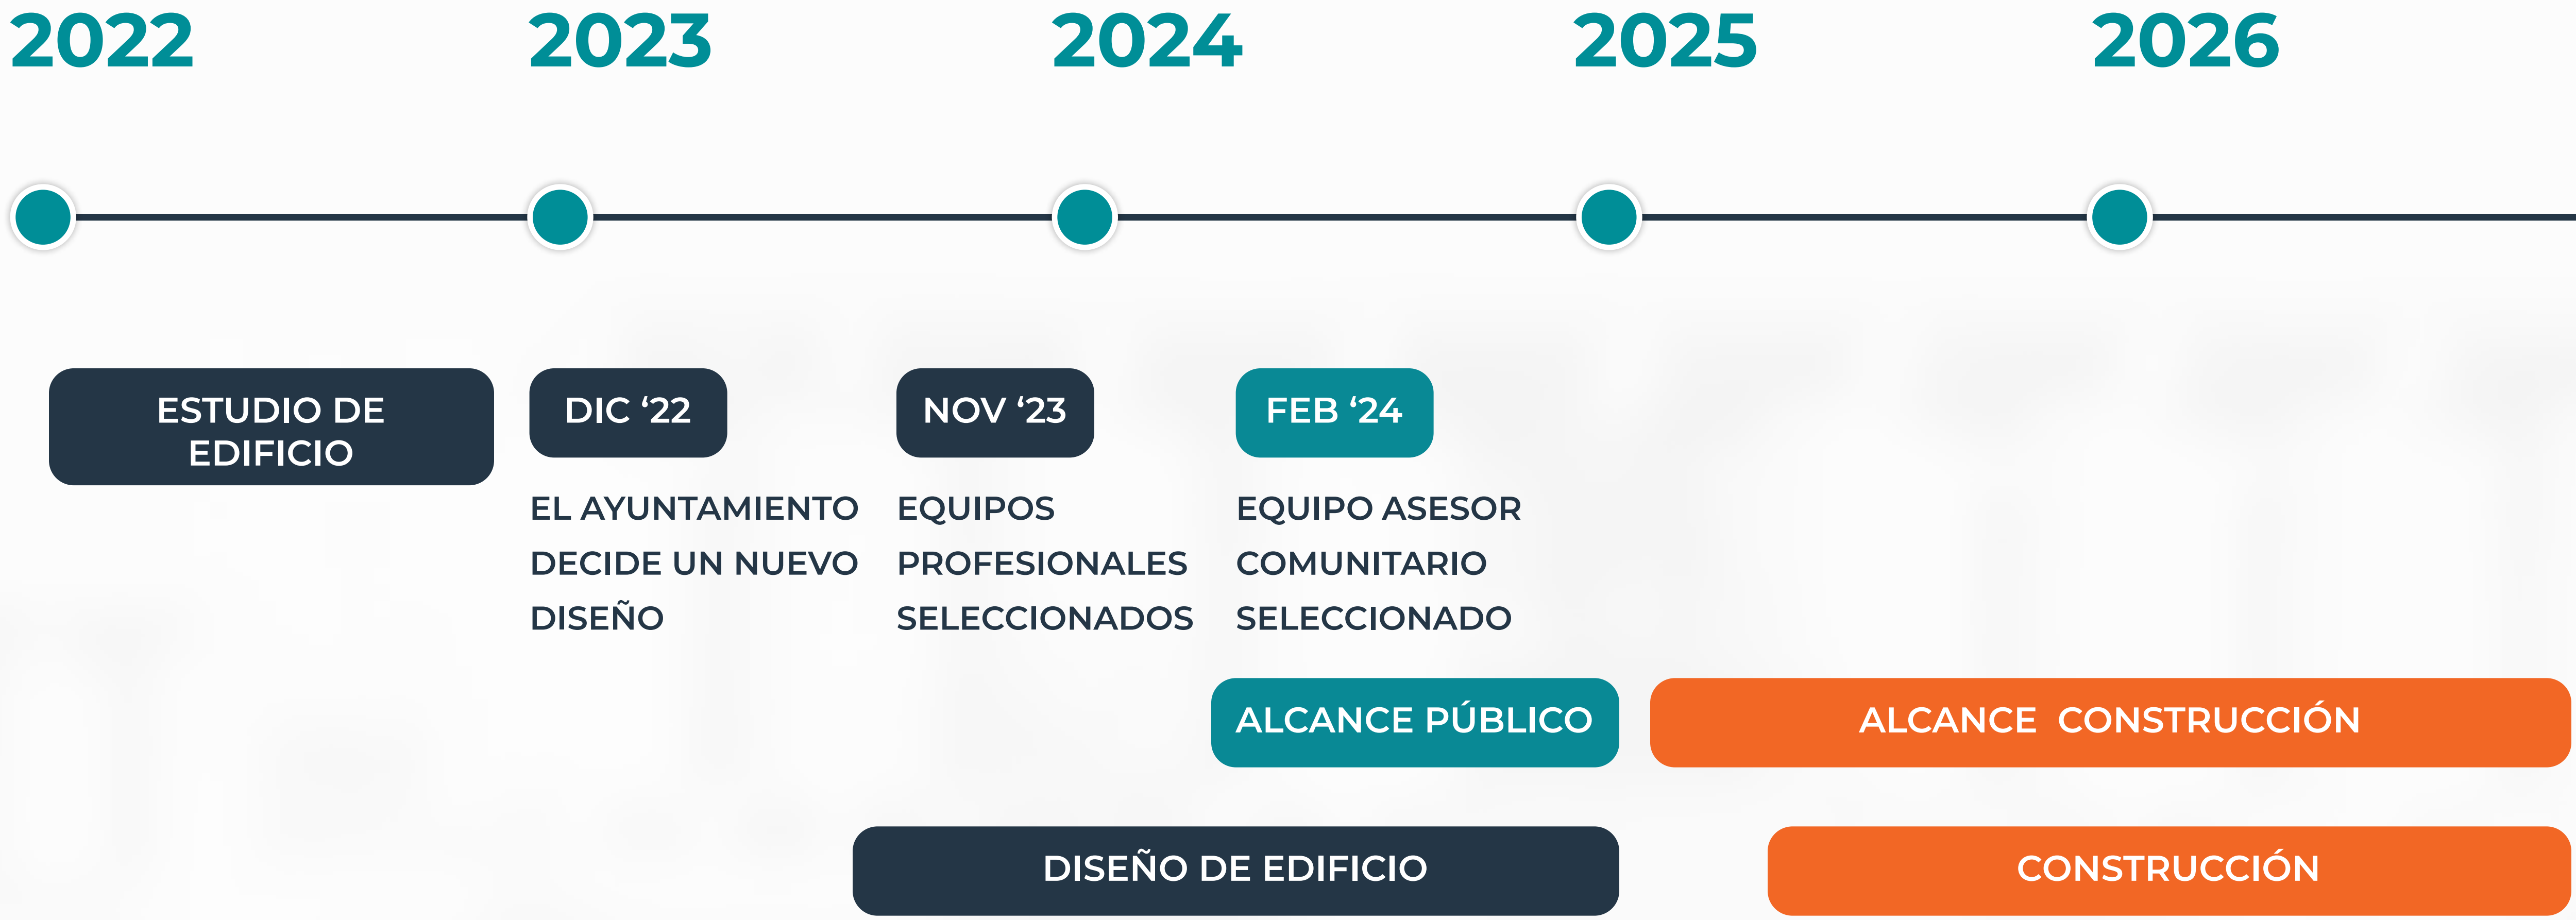 2022
2023
2024
2025
2026
ESTUDIO DE
EDIFICIO
DIC ‘22
EL AYUNTAMIENTO
DECIDE UN NUEVO
DISEÑO
NOV ‘23
EQUIPOS
PROFESIONALES
SELECCIONADOS
FEB ‘24
EQUIPO ASESOR
COMUNITARIO
SELECCIONADO
ALCANCE PÚBLICO
ALCANCE  CONSTRUCCIÓN
DISEÑO DE EDIFICIO
CONSTRUCCIÓN